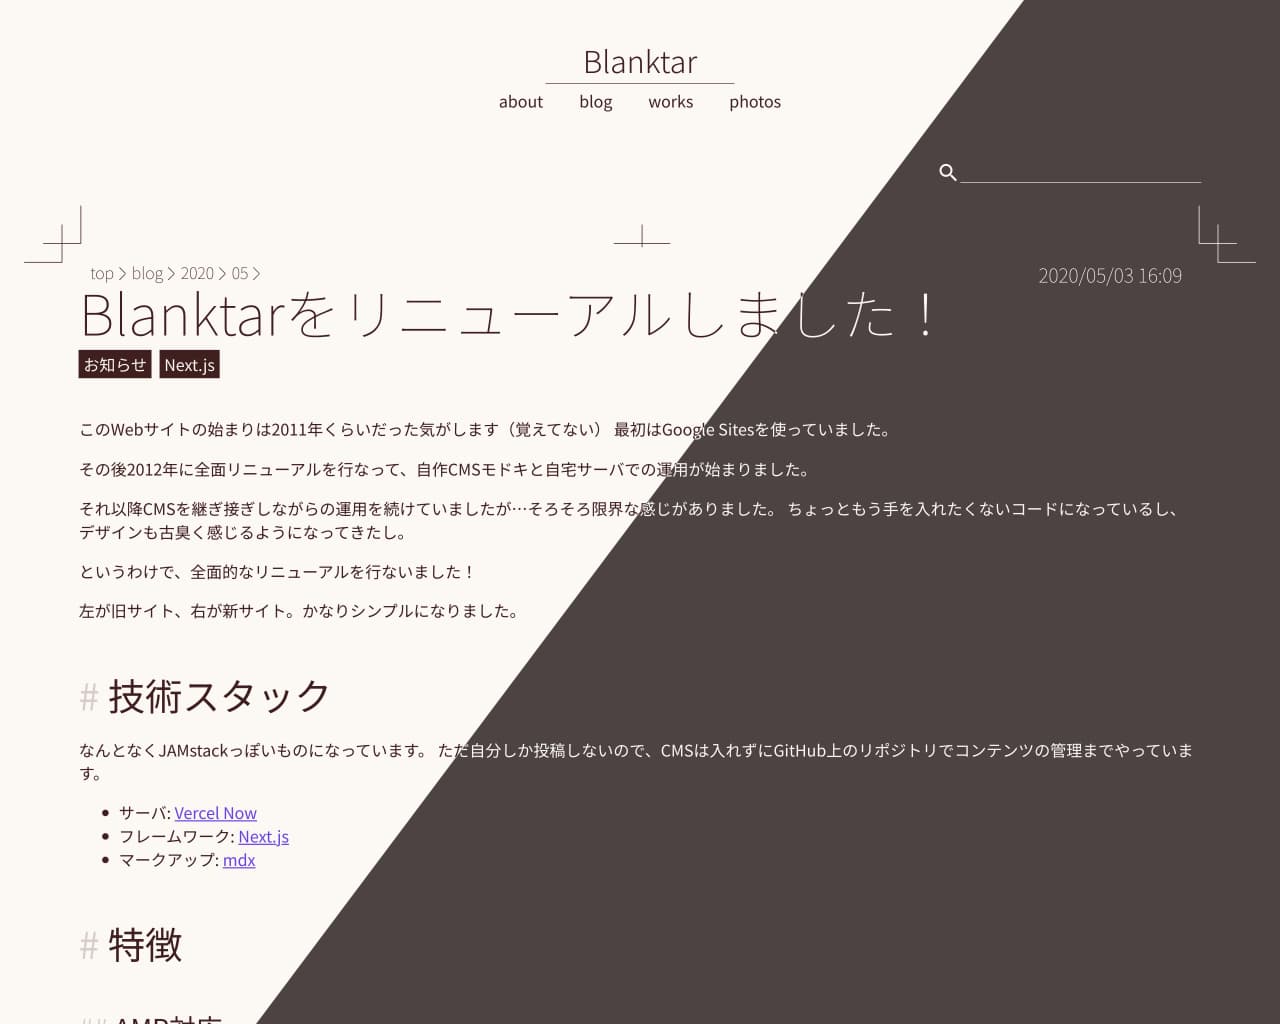 Blanktar
about blog works photos
top > blog > 2020 > 05 >
2020/05/03 16:09
Blanktarをリニューアルしました！
お知らせ Next.js
このWebサイトの始まりは2011年くらいだった気がします（覚えてない） 最初はGoogle Sitesを使っていました。
その後2012年に全面リニューアルを行なって、自作CMSモドキと自宅サーバでの運用が始まりました。
それ以降CMSを継ぎ接ぎしながらの運用を続けていましたが…そろそろ限界な感じがありました。 ちょっともう手を入れたくないコードになっているし、
デザインも古臭く感じるようになってきたし。
というわけで、全面的なリニューアルを行ないました！
左が旧サイト、右が新サイト。かなりシンプルになりました。
# 技術スタック
なんとなくJAMstackっぽいものになっています。 ただ自分しか投稿しないので、CMSは入れずにGitHub上のリポジトリでコンテンツの管理までやっていま
す。
• サーバ: Vercel Now
• フレームワーク: Next.js
• マークアップ: mdx
# 特徴
## AMP対応